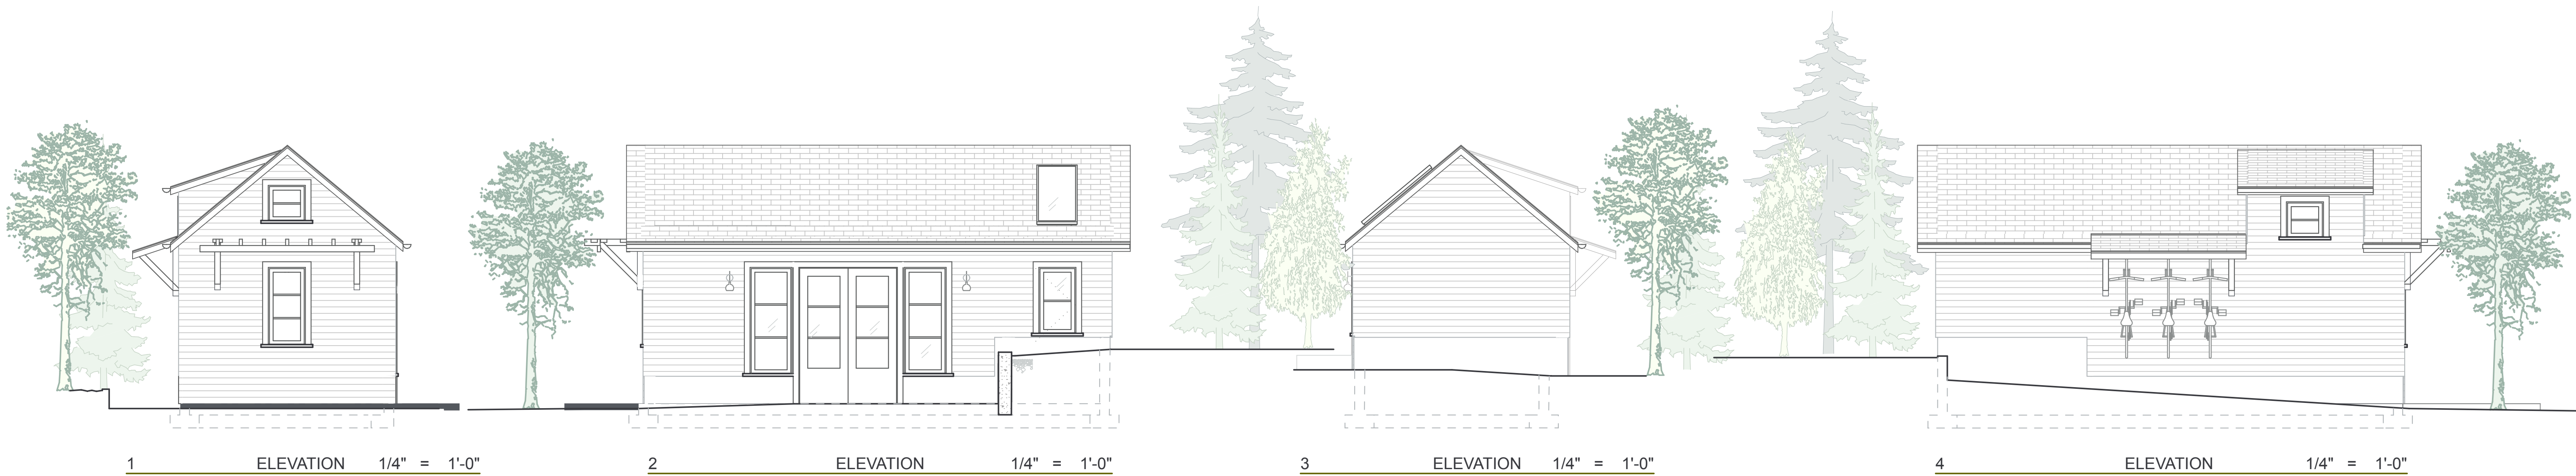 1 ELEVATION 1/4" = 1'-0"
2 ELEVATION 1/4" = 1'-0"
3 ELEVATION 1/4" = 1'-0"
4 ELEVATION 1/4" = 1'-0"